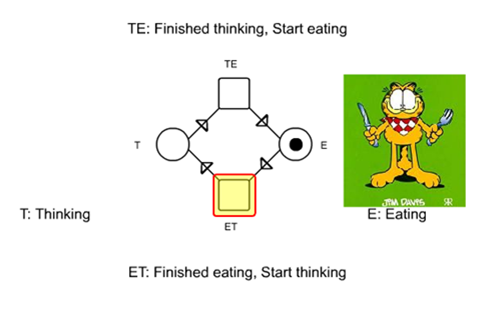 TE: Finished thinking, Start eating
TE
T
E
JIM DAVIS
T: Thinking
E: Eating
ET
ET: Finished eating, Start thinking